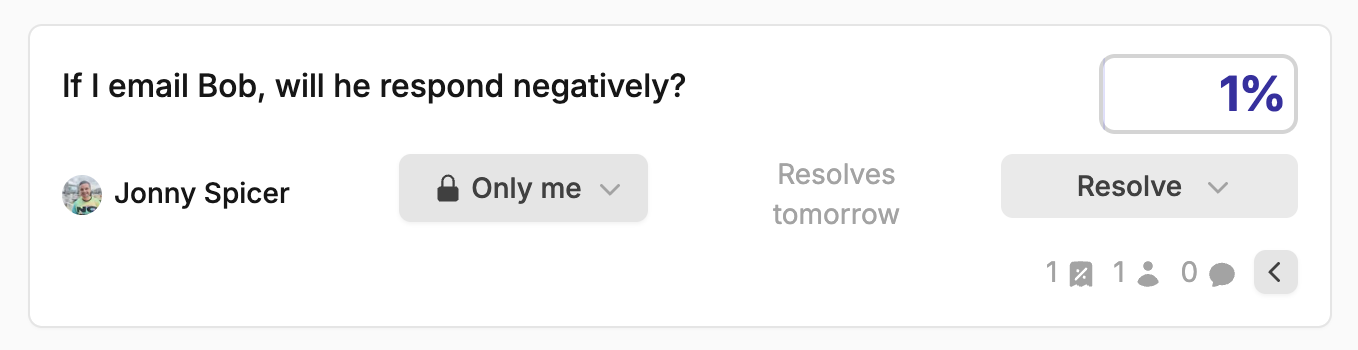 If I email Bob, will he respond negatively?
1%
Jonny Spicer
Only me
Resolves
tomorrow
Resolve
1 1 0